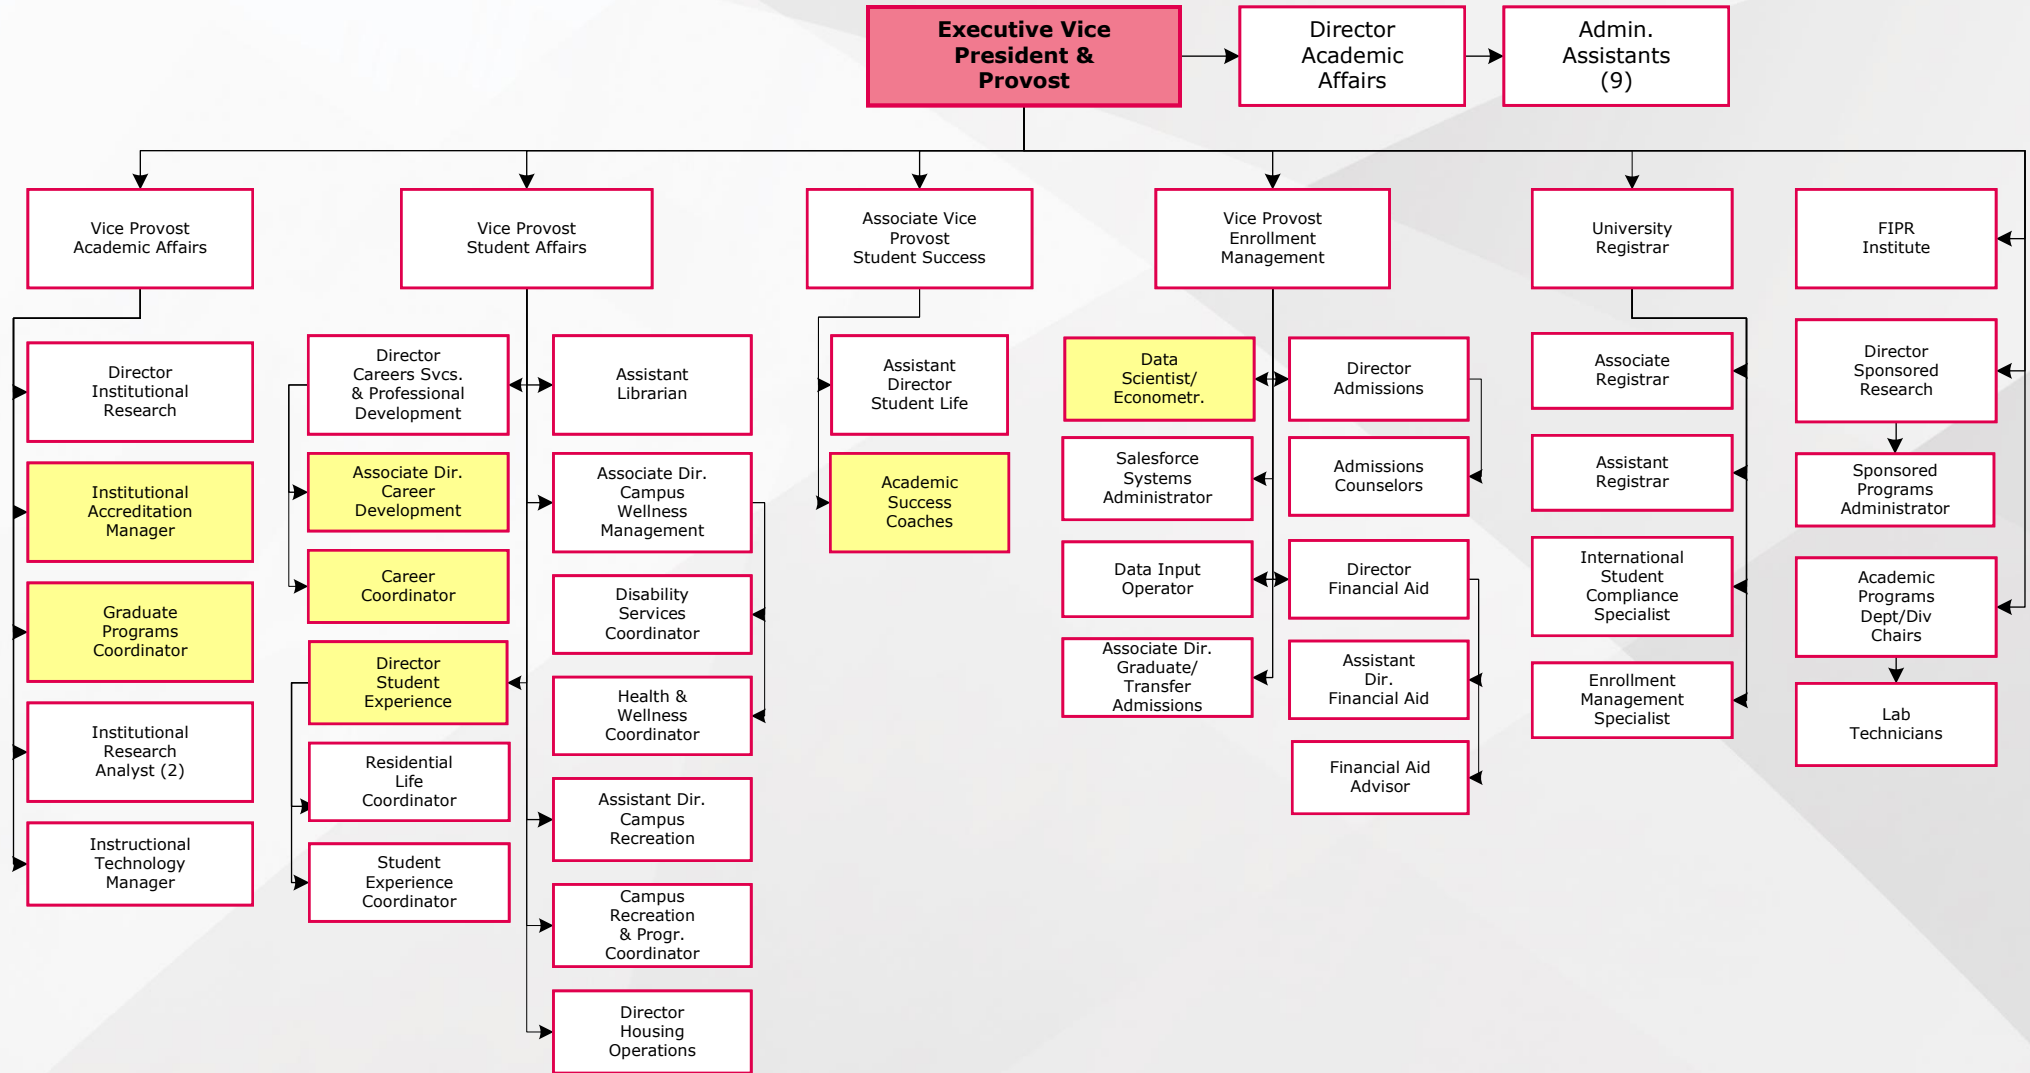 Executive Vice
President &
Provost
Director
Academic
Affairs
Admin.
Assistants
(9)
Vice Provost
Academic Affairs
Vice Provost
Student Affairs
Associate Vice
Provost
Student Success
Vice Provost
Enrollment
Management
University
Registrar
FIPR
Institute
Director
Institutional
Research
Institutional
Accreditation
Manager
Graduate
Programs
Coordinator
Institutional
Research
Analyst (2)
Instructional
Technology
Manager
Director
Careers Svcs.
& Professional
Development
Associate Dir.
Career
Development
Career
Coordinator
Director
Student
Experience
Residential
Life
Coordinator
Student
Experience
Coordinator
Assistant
Librarian
Associate Dir.
Campus
Wellness
Management
Disability
Services
Coordinator
Health &
Wellness
Coordinator
Assistant Dir.
Campus
Recreation
Campus
Recreation
& Progr.
Coordinator
Director
Housing
Operations
Assistant
Director
Student Life
Academic
Success
Coaches
Data
Scientist/
Econometr.
Salesforce
Systems
Administrator
Data Input
Operator
Associate Dir.
Graduate/
Transfer
Admissions
Director
Admissions
Admissions
Counselors
Director
Financial Aid
Assistant
Dir.
Financial Aid
Financial Aid
Advisor
Associate
Registrar
Assistant
Registrar
International
Student
Compliance
Specialist
Enrollment
Management
Specialist
Director
Sponsored
Research
Sponsored
Programs
Administrator
Academic
Programs
Dept/Div
Chairs
Lab
Technicians